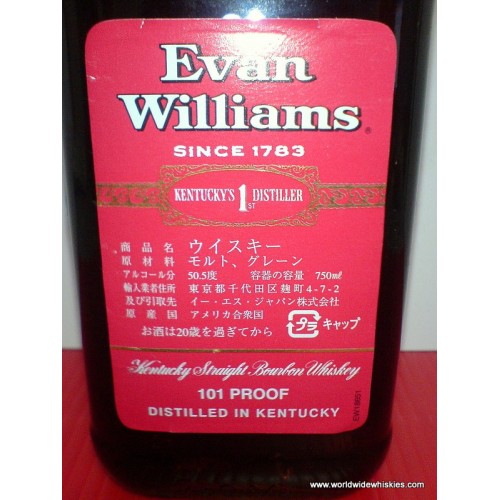 Evan
Williams®
SINCE 1783
KENTUCKY'S 1ST DISTILLER
商品名 ウイスキー
原材料 モルト、グレーン
アルコール分 50.5度 容器の容量 750㎖
輸入業者住所 東京都千代田区麹町4-7-2
及び引取先 イー・エス・ジャパン株式会社
原産国 アメリカ合衆国
お酒は20歳を過ぎてから プラ キャップ
Kentucky Straight Bourbon Whiskey
101 PROOF
DISTILLED IN KENTUCKY
EW18651
www.worldwidewhiskies.com